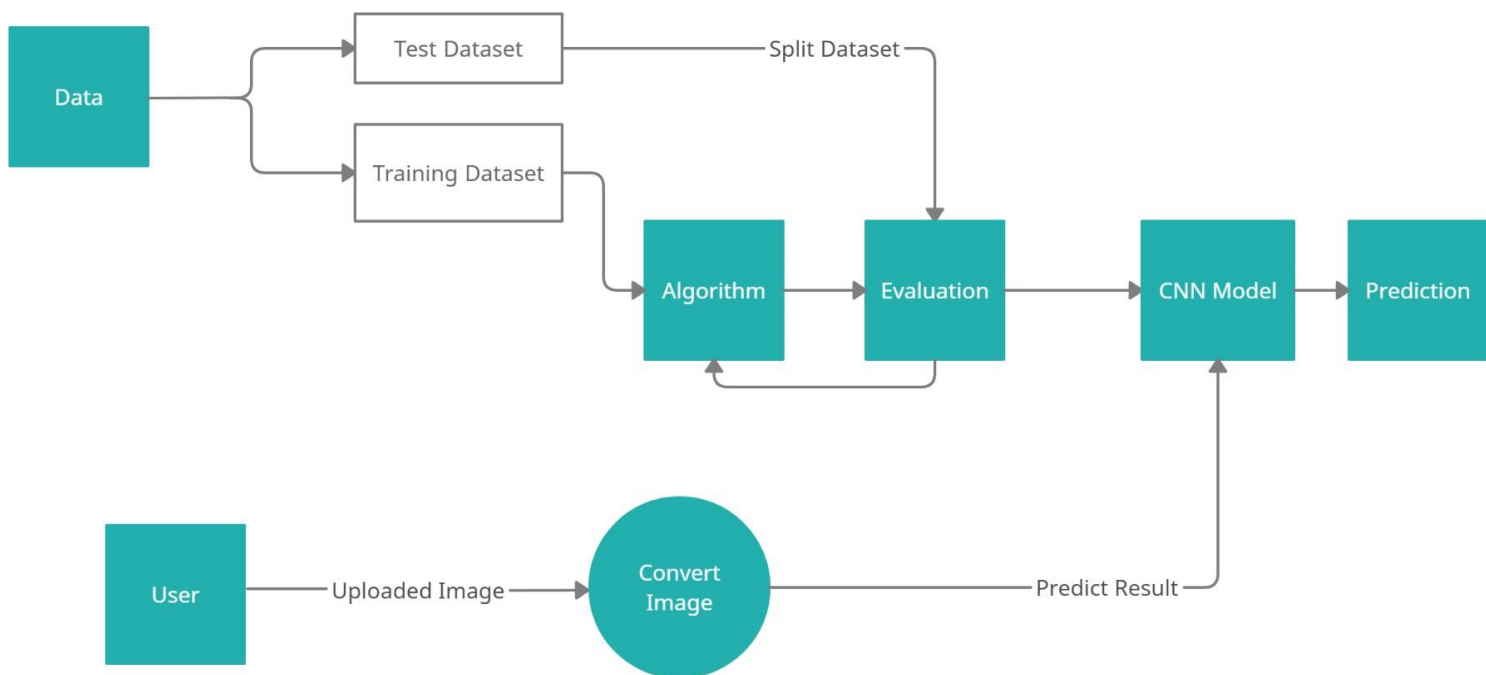 Data
Test Dataset
Split Dataset
Training Dataset
Algorithm
Evaluation
CNN Model
Prediction
User
Uploaded Image
Convert
Image
Predict Result